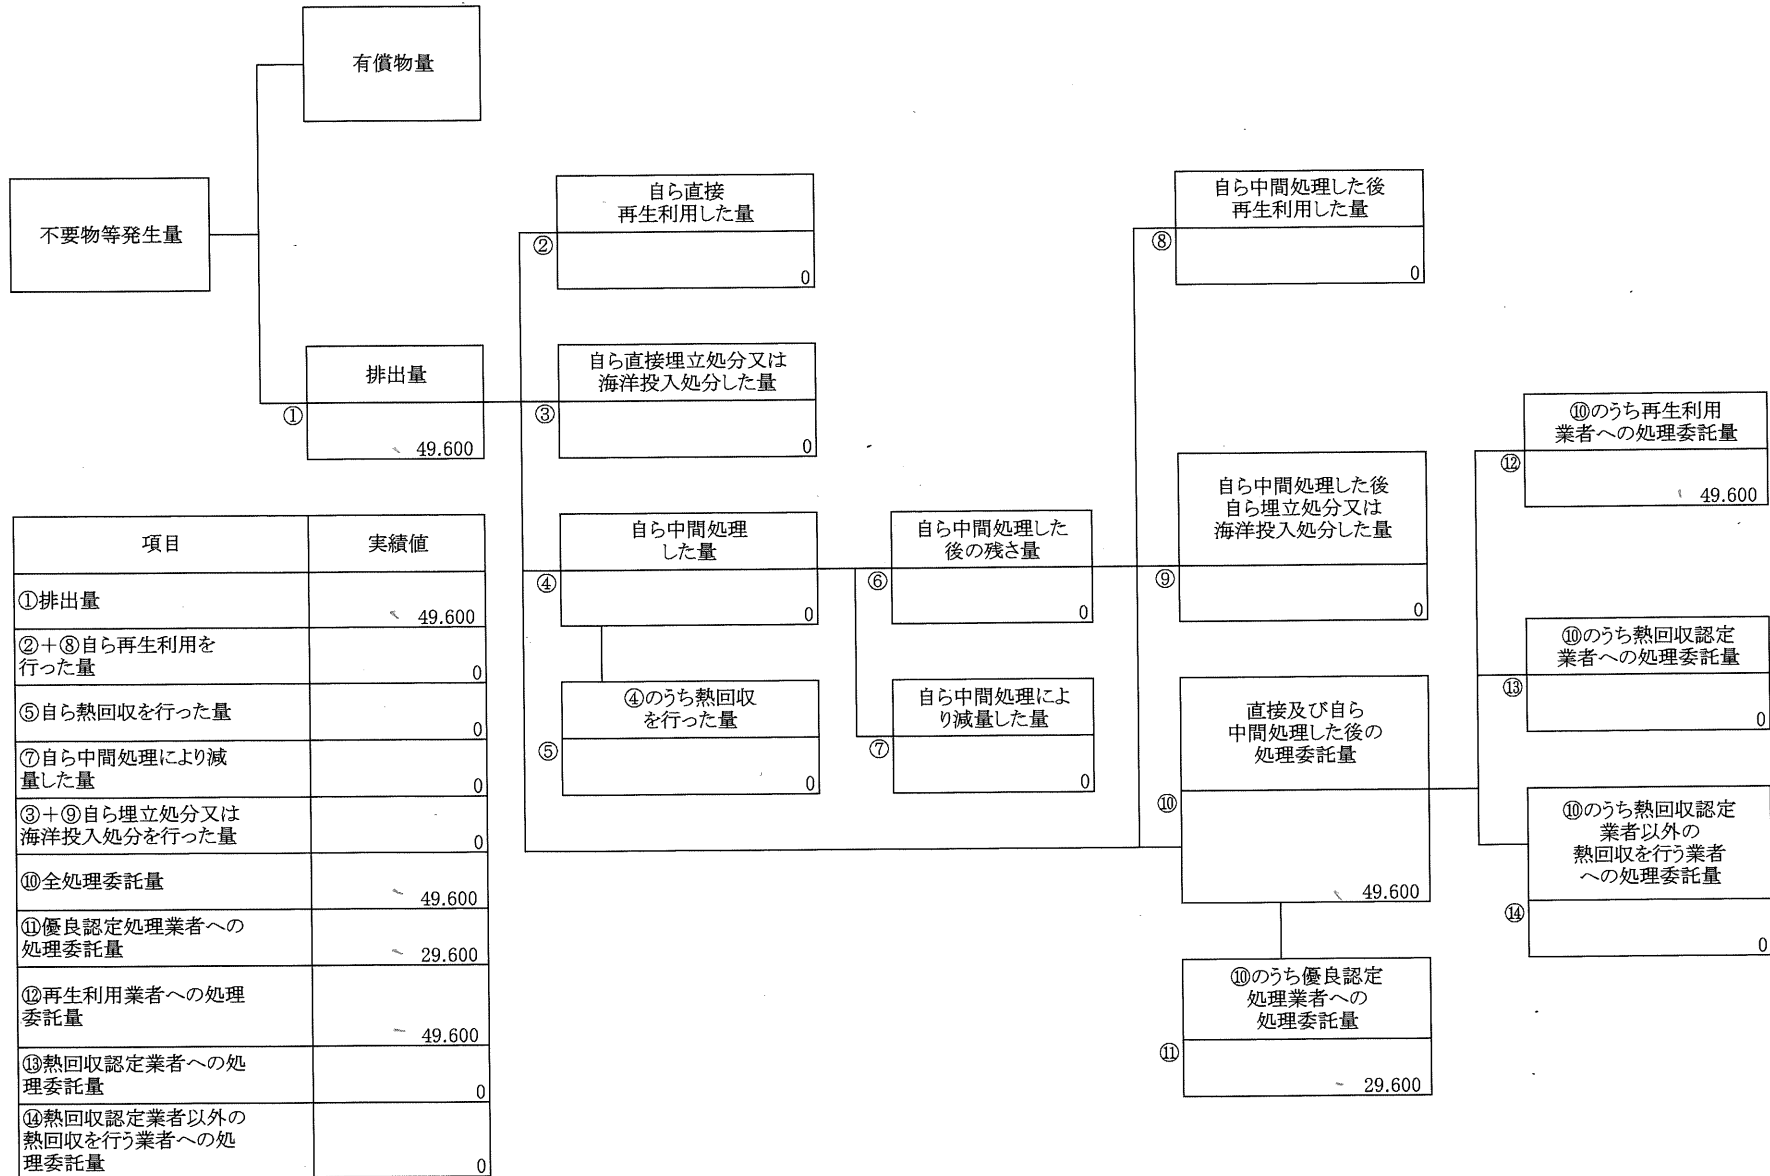 有償物量
不要物等発生量
排出量
①
49.600
自ら直接
再生利用した量
②
0
自ら直接埋立処分又は
海洋投入処分した量
③
0
自ら中間処理
した量
④
0
④のうち熱回収
を行った量
⑤
0
自ら中間処理した
後の残さ量
⑥
0
自ら中間処理によ
り減量した量
⑦
0
自ら中間処理した後
再生利用した量
⑧
0
自ら中間処理した後
自ら埋立処分又は
海洋投入処分した量
⑨
0
直接及び自ら
中間処理した後の
処理委託量
⑩
49.600
⑩のうち優良認定
処理業者への
処理委託量
⑪
29.600
⑩のうち再生利用
業者への処理委託量
⑫
49.600
⑩のうち熱回収認定
業者への処理委託量
⑬
0
⑩のうち熱回収認定
業者以外の
熱回収を行う業者
への処理委託量
⑭
0
項目 実績値
①排出量
49.600
②+⑧自ら再生利用を
行った量
0
⑤自ら熱回収を行った量
0
⑦自ら中間処理により減
量した量
0
③+⑨自ら埋立処分又は
海洋投入処分を行った量
0
⑩全処理委託量
49.600
⑪優良認定処理業者への
処理委託量
29.600
⑫再生利用業者への処理
委託量
49.600
⑬熱回収認定業者への処
理委託量
0
⑭熱回収認定業者以外の
熱回収を行う業者への処
理委託量
0